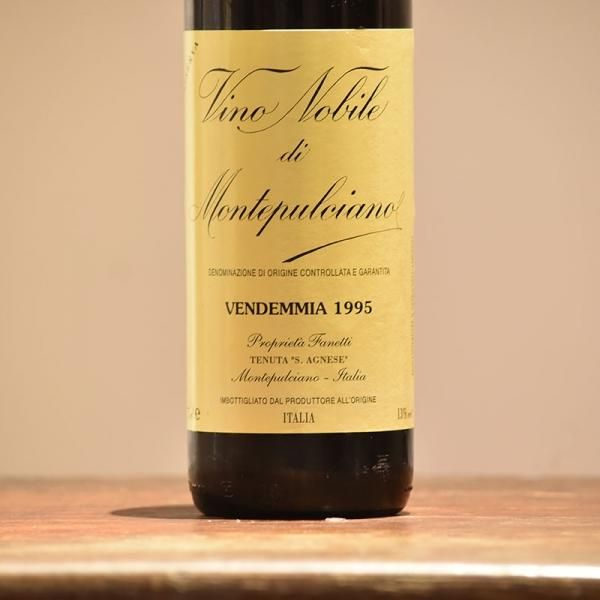 Vino Nobile
di
Montepulciano
DENOMINAZIONE DI ORIGINE CONTROLLATA E GARANTITA
VENDEMMIA 1995
Proprietà Fanetti
TENUTA "S. AGNESE"
Montepulciano - Italia
IMBOTTIGLIATO DAL PRODUTTORE ALL'ORIGINE
e ITALIA 13%